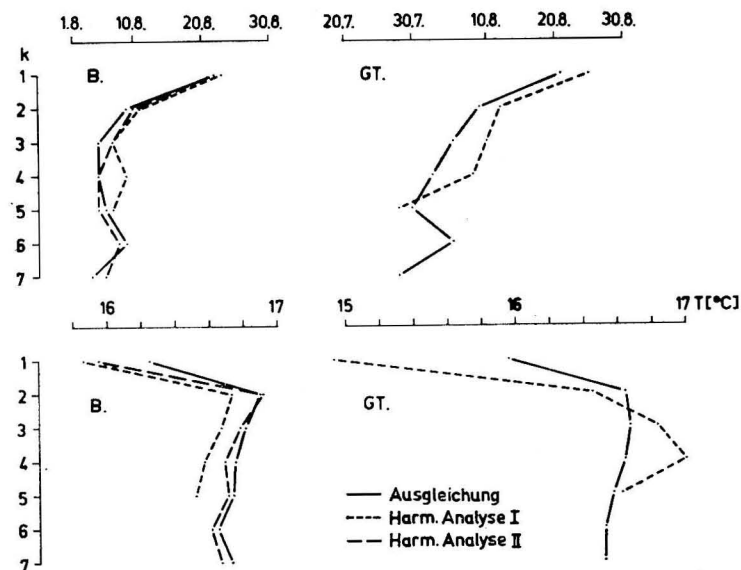 1.8. 10.8. 20.8. 30.8. 20.7. 30.7. 10.8. 20.8. 30.8.
k
1 B. GT.
2
3
4
5
6
7
16 17 15 16 17 T[°C]
1
2 B. GT.
3
4
5 Ausgleichung
6 Harm. Analyse I
7 Harm. Analyse II